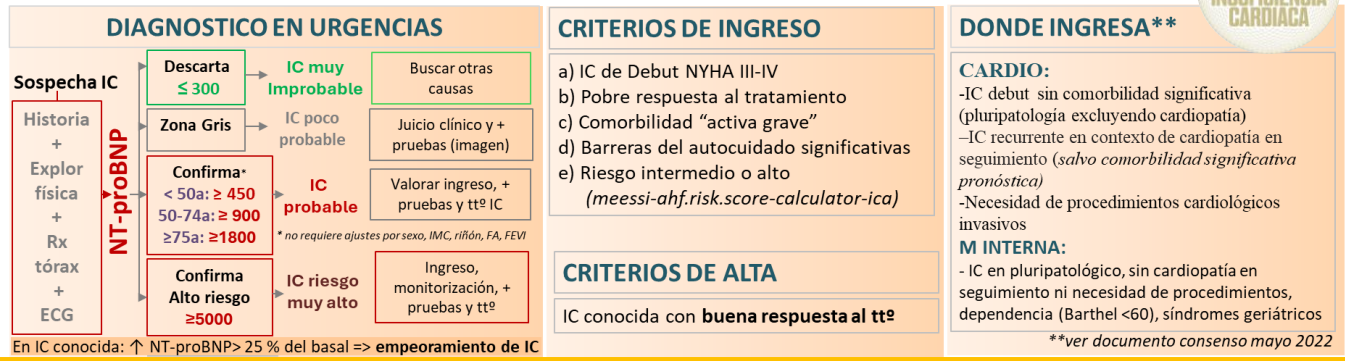 DIAGNOSTICO EN URGENCIAS
Sospecha IC
Historia
+
Explor
física
+
Rx
tórax
+
ECG
NT-proBNP
Descarta
≤ 300
IC muy
Improbable
Buscar otras
causas
Zona Gris
IC poco
probable
Juicio clínico y +
pruebas (imagen)
Confirma*
< 50a: ≥ 450
50-74a: ≥ 900
≥75a: ≥1800
IC
probable
Valorar ingreso, +
pruebas y ttº IC
* no requiere ajustes por sexo, IMC, riñón, FA, FEVI
Confirma
Alto riesgo
≥5000
IC riesgo
muy alto
Ingreso,
monitorización, +
pruebas y ttº
En IC conocida: ↑ NT-proBNP> 25 % del basal => empeoramiento de IC
CRITERIOS DE INGRESO
a) IC de Debut NYHA III-IV
b) Pobre respuesta al tratamiento
c) Comorbilidad “activa grave”
d) Barreras del autocuidado significativas
e) Riesgo intermedio o alto
(meessi-ahf.risk.score-calculator-ica)
CRITERIOS DE ALTA
IC conocida con buena respuesta al ttº
INSUFICIENCIA
CARDÍACA
DONDE INGRESA**
CARDIO:
-IC debut sin comorbilidad significativa
(pluripatología excluyendo cardiopatía)
–IC recurrente en contexto de cardiopatía en
seguimiento (salvo comorbilidad significativa
pronóstica)
-Necesidad de procedimientos cardiológicos
invasivos
M INTERNA:
- IC en pluripatológico, sin cardiopatía en
seguimiento ni necesidad de procedimientos,
dependencia (Barthel <60), síndromes geriátricos
**ver documento consenso mayo 2022